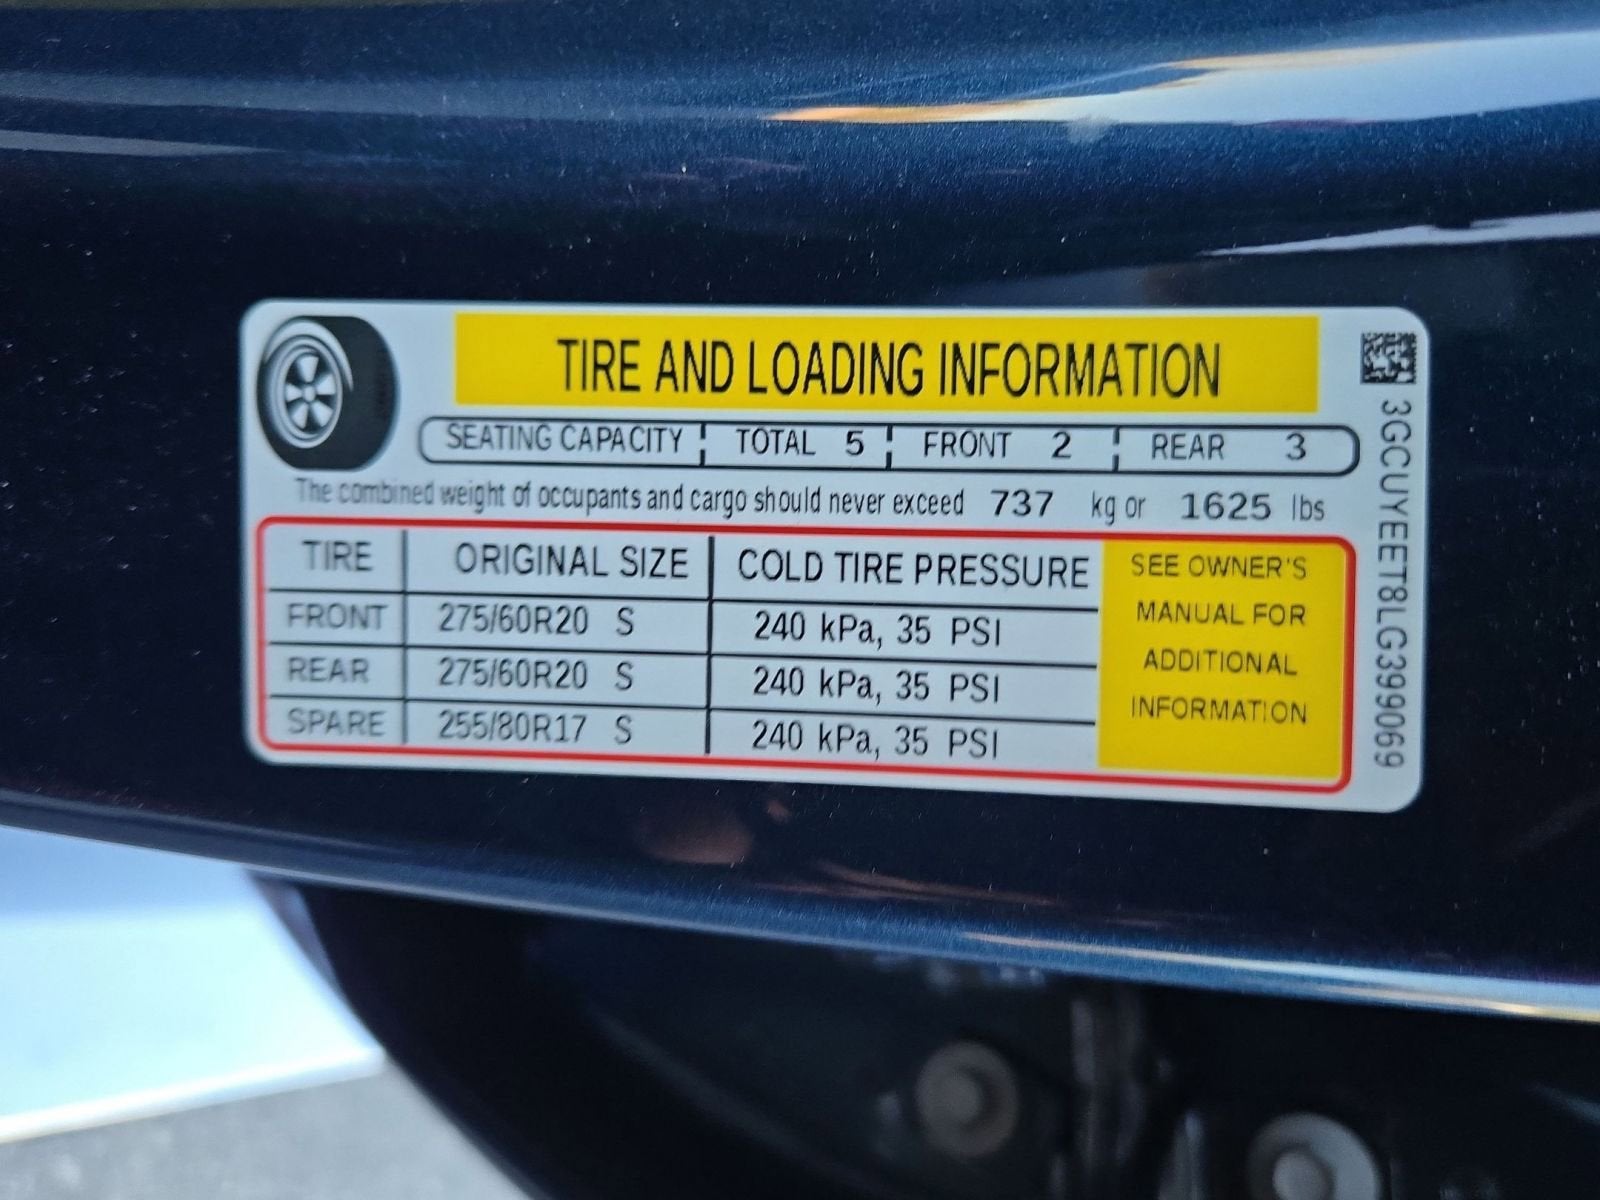 TIRE AND LOADING INFORMATION
SEATING CAPACITY TOTAL 5 FRONT 2 REAR 3
The combined weight of occupants and cargo should never exceed 737 kg or 1625 lbs
TIRE ORIGINAL SIZE COLD TIRE PRESSURE
FRONT 275/60R20 S 240 kPa, 35 PSI
REAR 275/60R20 S 240 kPa, 35 PSI
SPARE 255/80R17 S 240 kPa, 35 PSI
SEE OWNER'S
MANUAL FOR
ADDITIONAL
INFORMATION
3GCUYEET8LG399069